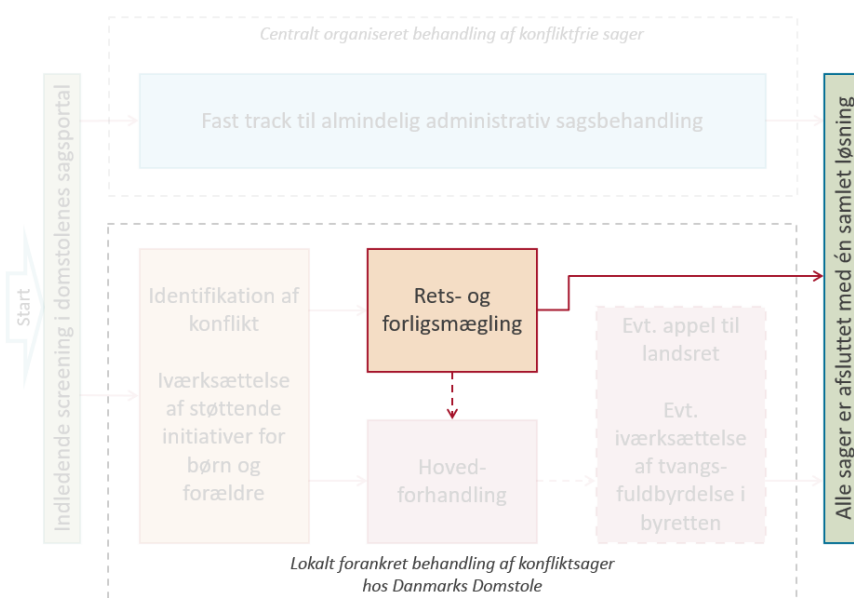 Centralt organiseret behandling af konfliktfrie sager
Fast track til almindelig administrativ sagsbehandling
Start
Indledende screening i domstolenes sagsportal
Identifikation af
konflikt
Iværksættelse
af støttende
initiativer for
børn og
forældre
Rets- og
forligsmægling
Hoved-
forhandling
Evt. appel til
landsret
Evt.
iværksættelse
af tvangs-
fuldbyrdelse i
byretten
Alle sager er afsluttet med én samlet løsning
Lokalt forankret behandling af konfliktsager
hos Danmarks Domstole